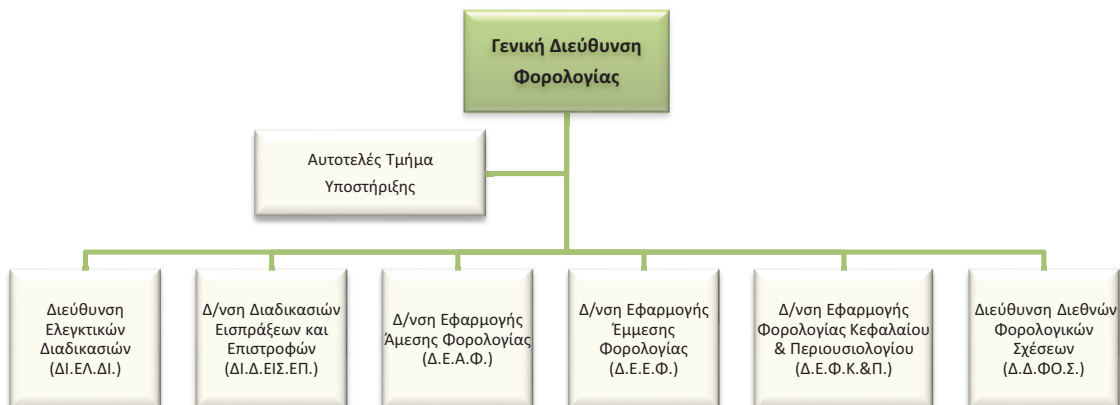 Γενική Διεύθυνση
Φορολογίας
Αυτοτελές Τμήμα
Υποστήριξης
Διεύθυνση
Ελεγκτικών
Διαδικασιών
(ΔΙ.ΕΛ.ΔΙ.)
Δ/νση Διαδικασιών
Εισπράξεων και
Επιστροφών
(ΔΙ.Δ.ΕΙΣ.ΕΠ.)
Δ/νση Εφαρμογής
Άμεσης Φορολογίας
(Δ.Ε.Α.Φ.)
Δ/νση Εφαρμογής
Έμμεσης
Φορολογίας
(Δ.Ε.Ε.Φ.)
Δ/νση Εφαρμογής
Φορολογίας Κεφαλαίου
& Περιουσιολογίου
(Δ.Ε.Φ.Κ.&Π.)
Διεύθυνση Διεθνών
Φορολογικών
Σχέσεων
(Δ.Δ.ΦΟ.Σ.)